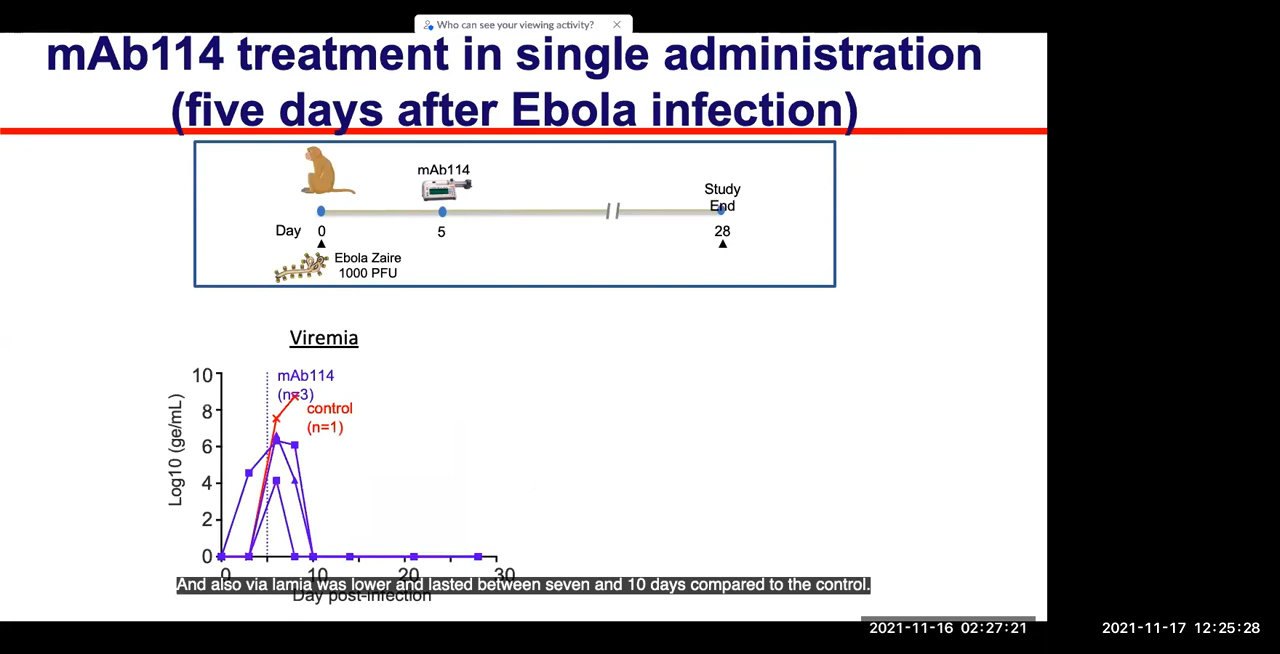 Who can see your viewing activity?
mAb114 treatment in single administration
(five days after Ebola infection)
mAb114
Study
End
Day 0 5 28
Ebola Zaire
1000 PFU
Viremia
mAb114
(n=3)
control
(n=1)
Log10 (ge/mL)
10
8
6
4
2
0
0 10 20 30
And also via lamia was lower and lasted between seven and 10 days compared to the control.
Day post-infection
2021-11-16 02:27:21
2021-11-17 12:25:28